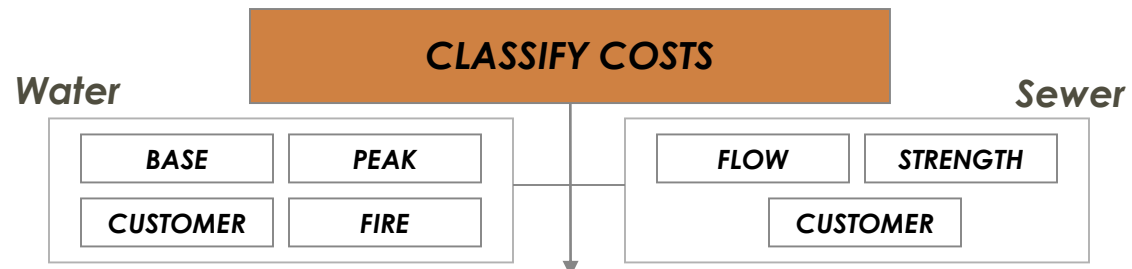 CLASSIFY COSTS
Water
BASE
PEAK
CUSTOMER
FIRE
Sewer
FLOW
STRENGTH
CUSTOMER